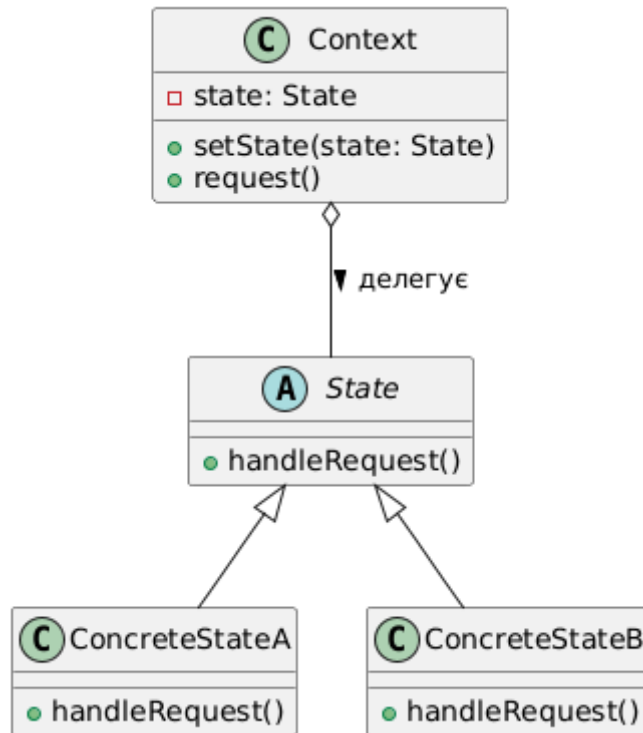 C Context
state: State
setState(state: State)
request()
делегує
A State
handleRequest()
C ConcreteStateA
handleRequest()
C ConcreteStateB
handleRequest()